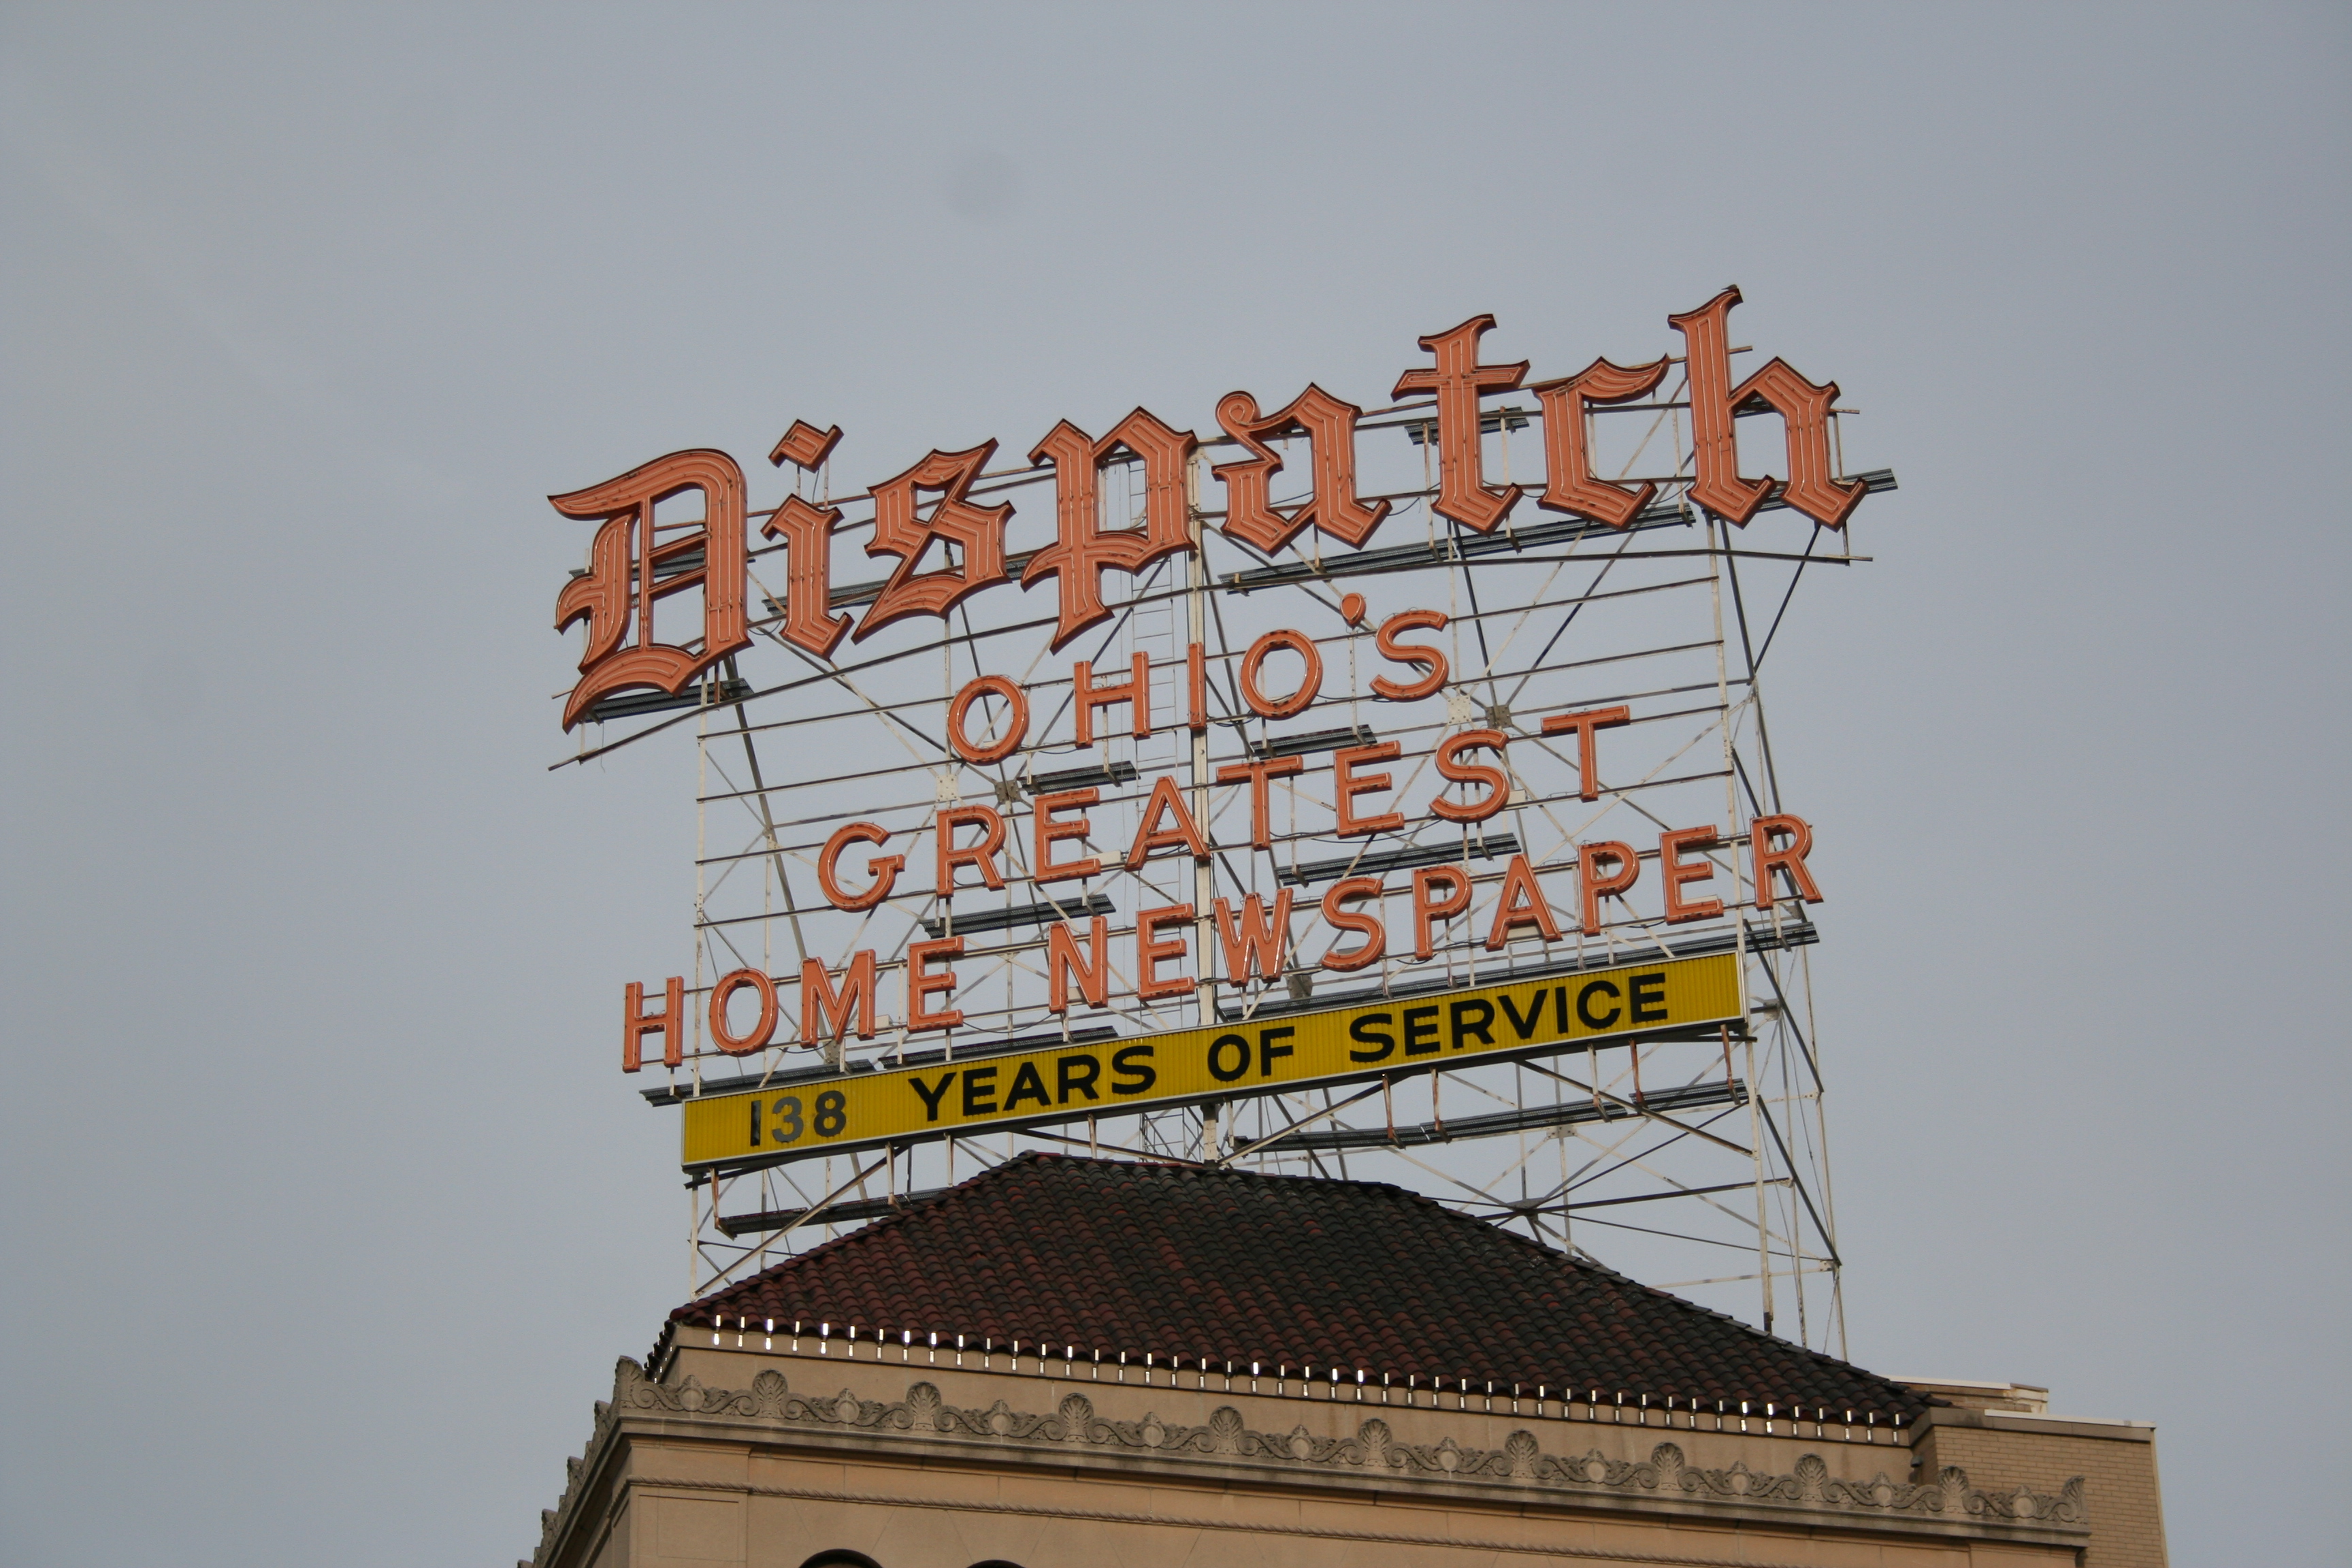 Dispatch
OHIO'S
GREATEST
HOME NEWSPAPER
138 YEARS OF SERVICE